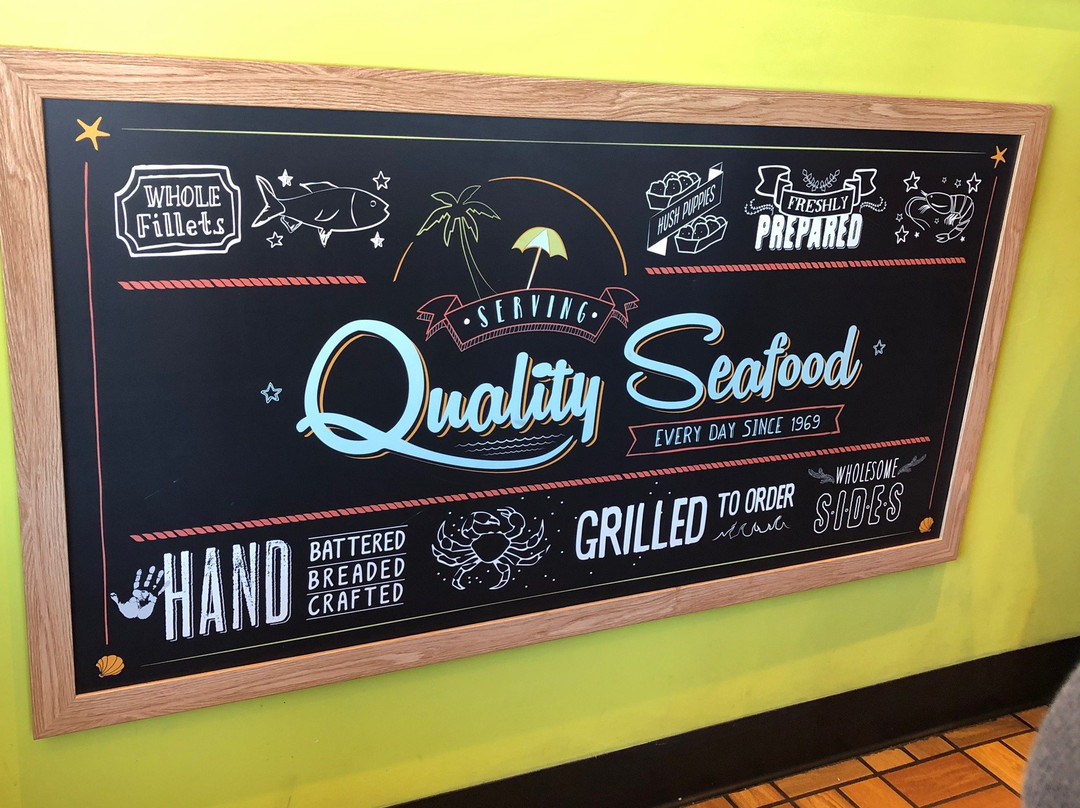 WHOLE
Fillets
HUSH PUPPIES
FRESHLY
PREPARED
SERVING
Quality Seafood
EVERY DAY SINCE 1969
HAND
BATTERED
BREADED
CRAFTED
GRILLED TO ORDER
WHOLESOME
SIDES